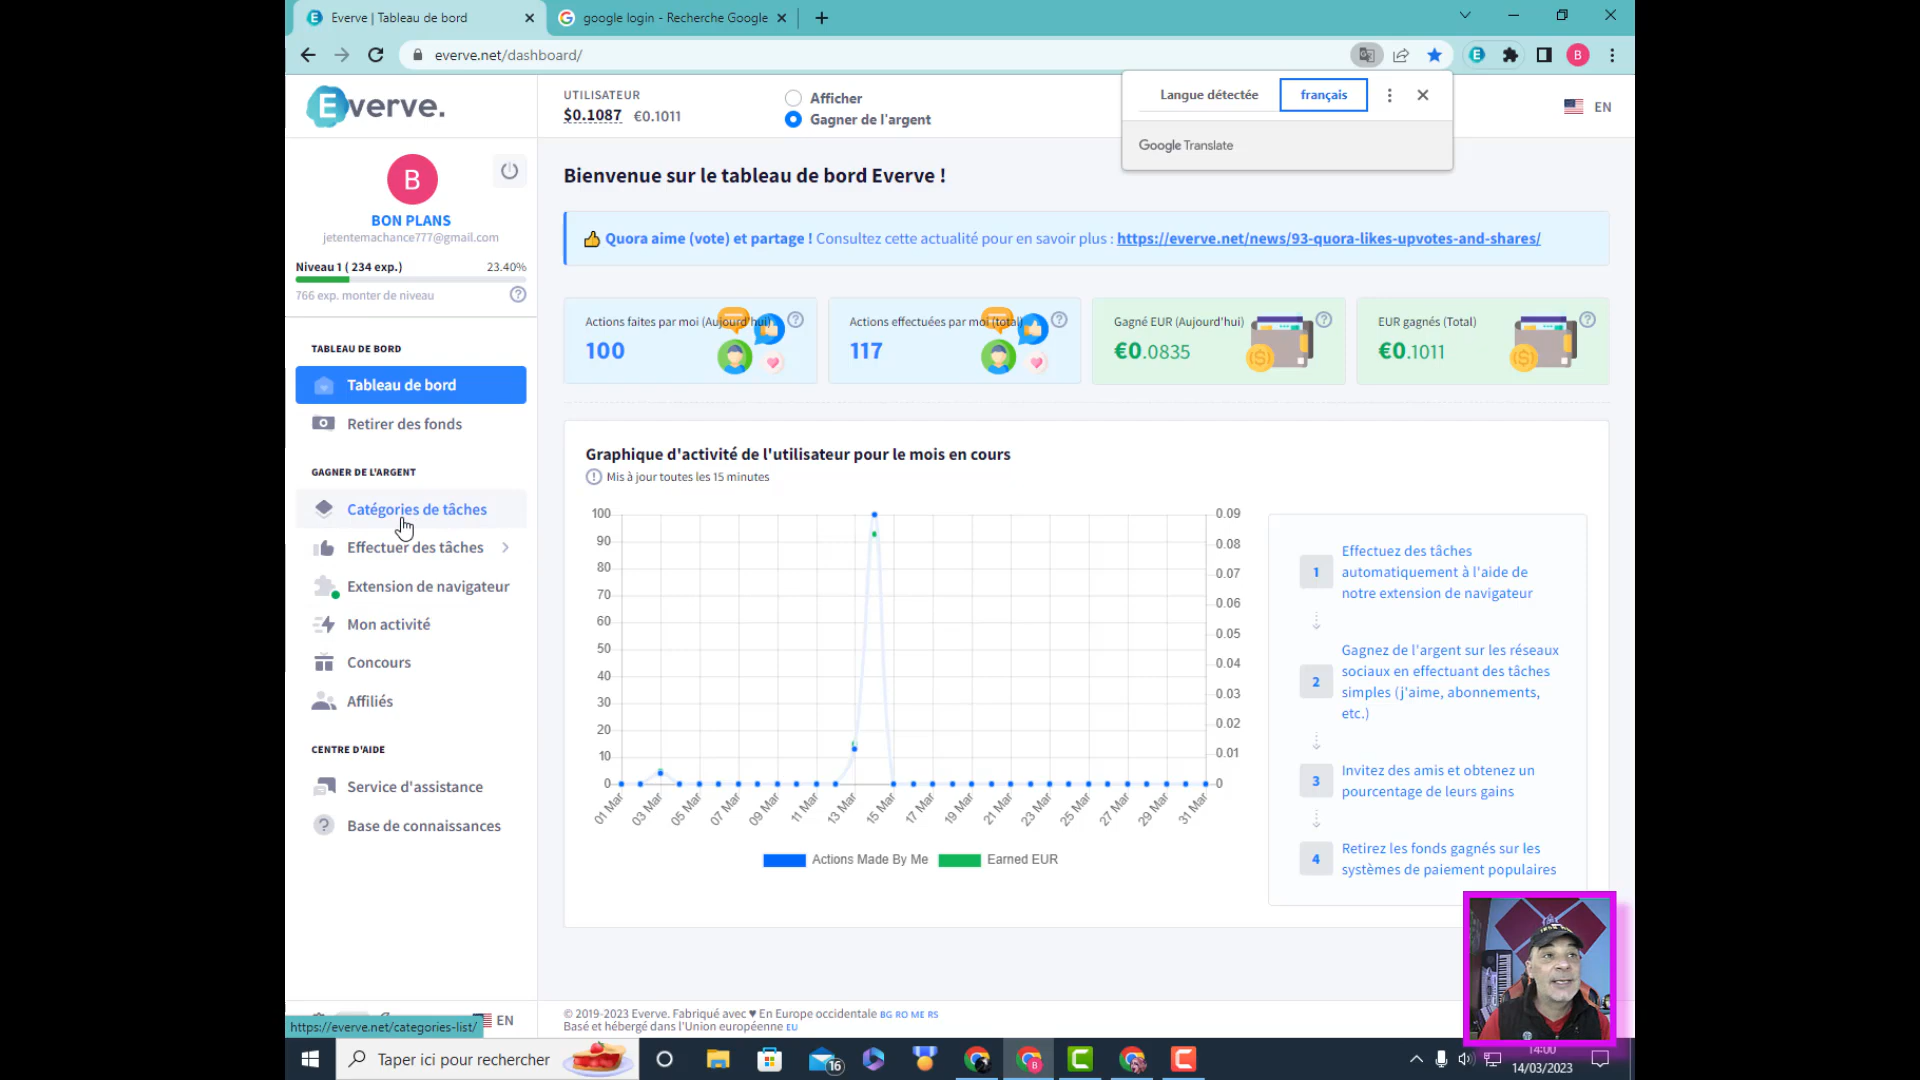 Everve | Tableau de bord
google login - Recherche Google
everve.net/dashboard/
B
Langue détectée
français
Google Translate
Everve.
UTILISATEUR
$0.1087 €0.1011
Afficher
Gagner de l'argent
EN
B
BON PLANS
jetentemachance777@gmail.com
Niveau 1 ( 234 exp.) 23.40%
766 exp. monter de niveau
TABLEAU DE BORD
Tableau de bord
Retirer des fonds
GAGNER DE L'ARGENT
Catégories de tâches
Effectuer des tâches
Extension de navigateur
Mon activité
Concours
Affiliés
CENTRE D'AIDE
Service d'assistance
Base de connaissances
EN
https://everve.net/categories-list/
Bienvenue sur le tableau de bord Everve !
Quora aime (vote) et partage ! Consultez cette actualité pour en savoir plus : https://everve.net/news/93-quora-likes-upvotes-and-shares/
Actions faites par moi (Aujourd'hui)
100
Actions effectuées par moi (total)
117
Gagné EUR (Aujourd'hui)
€0.0835
EUR gagnés (Total)
€0.1011
Graphique d'activité de l'utilisateur pour le mois en cours
Mis à jour toutes les 15 minutes
100
90
80
70
60
50
40
30
20
10
0
0.09
0.08
0.07
0.06
0.05
0.04
0.03
0.02
0.01
0
01 Mar
03 Mar
05 Mar
07 Mar
09 Mar
11 Mar
13 Mar
15 Mar
17 Mar
19 Mar
21 Mar
23 Mar
25 Mar
27 Mar
29 Mar
31 Mar
Actions Made By Me
Earned EUR
1
Effectuez des tâches
automatiquement à l'aide de
notre extension de navigateur
2
Gagnez de l'argent sur les réseaux
sociaux en effectuant des tâches
simples (j'aime, abonnements,
etc.)
3
Invitez des amis et obtenez un
pourcentage de leurs gains
4
Retirez les fonds gagnés sur les
systèmes de paiement populaires
© 2019-2023 Everve. Fabriqué avec ♥ En Europe occidentale BG RO ME RS
Basé et hébergé dans l'Union européenne EU
Taper ici pour rechercher
16
14:00
14/03/2023